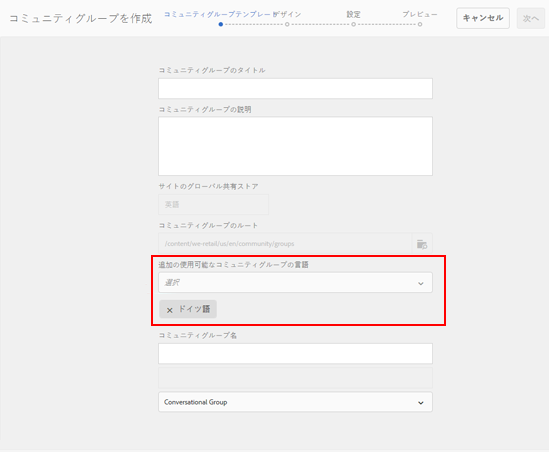 コミュニティグループを作成
コミュニティグループテンプレート
デザイン
設定
プレビュー
キャンセル
次へ
コミュニティグループのタイトル
コミュニティグループの説明
サイトのグローバル共有ストア
英語
コミュニティグループのルート
/content/we-retail/us/en/community/groups
追加の使用可能なコミュニティグループの言語
選択
× ドイツ語
コミュニティグループ名
Conversational Group